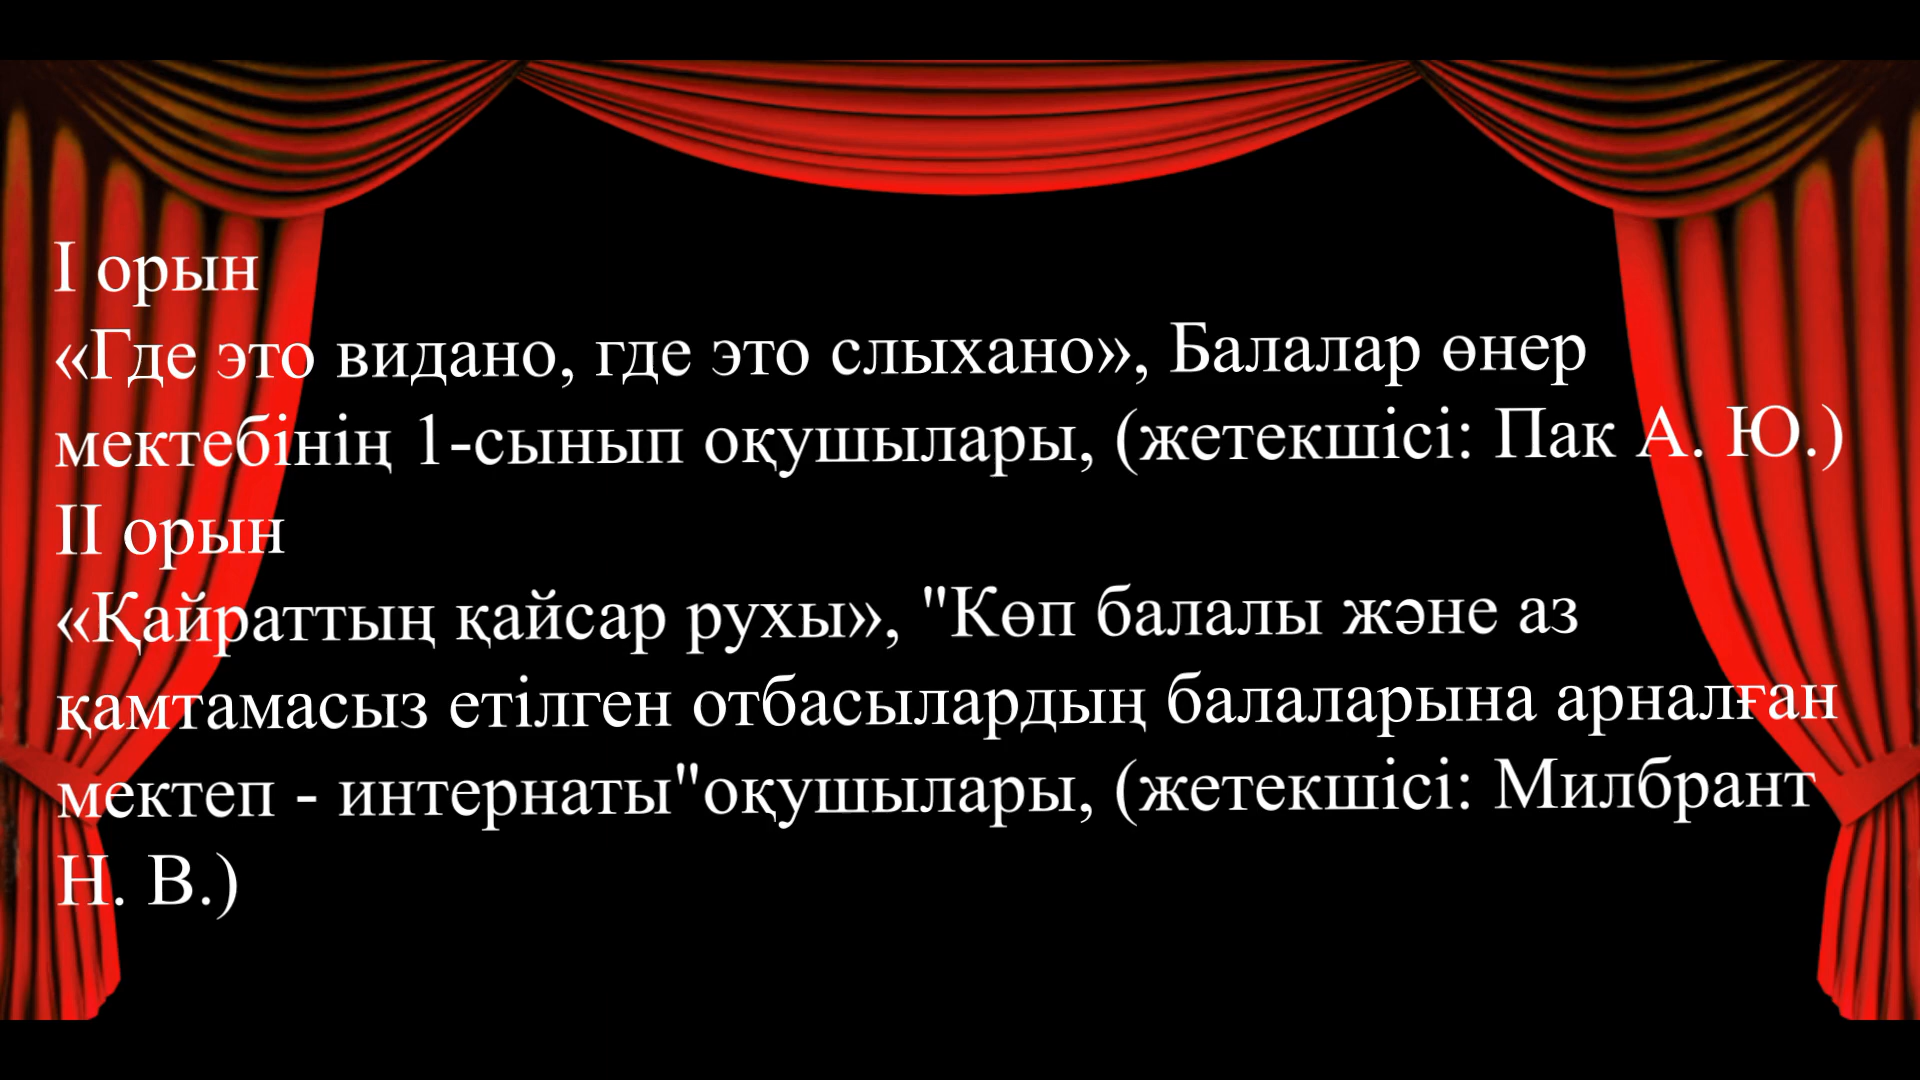 I орын
«Где это видано, где это слыхано», Балалар өнер
мектебінің 1-сынып оқушылары, (жетекшісі: Пак А. Ю.)
II орын
«Қайраттың қайсар рухы», "Көп балалы және аз
қамтамасыз етілген отбасылардың балаларына арналған
мектеп - интернаты"оқушылары, (жетекшісі: Милбрант
Н. В.)